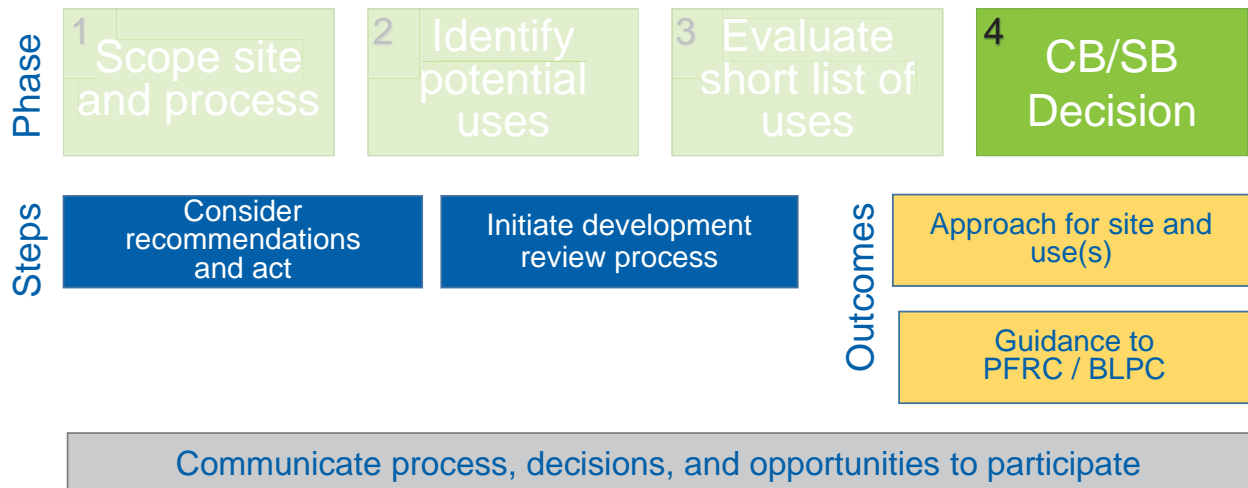 Phase
1
Scope site
and process
2
Identify
potential
uses
3
Evaluate
short list of
uses
4
CB/SB
Decision
Steps
Consider
recommendations
and act
Initiate development
review process
Outcomes
Approach for site and
use(s)
Guidance to
PFRC / BLPC
Communicate process, decisions, and opportunities to participate